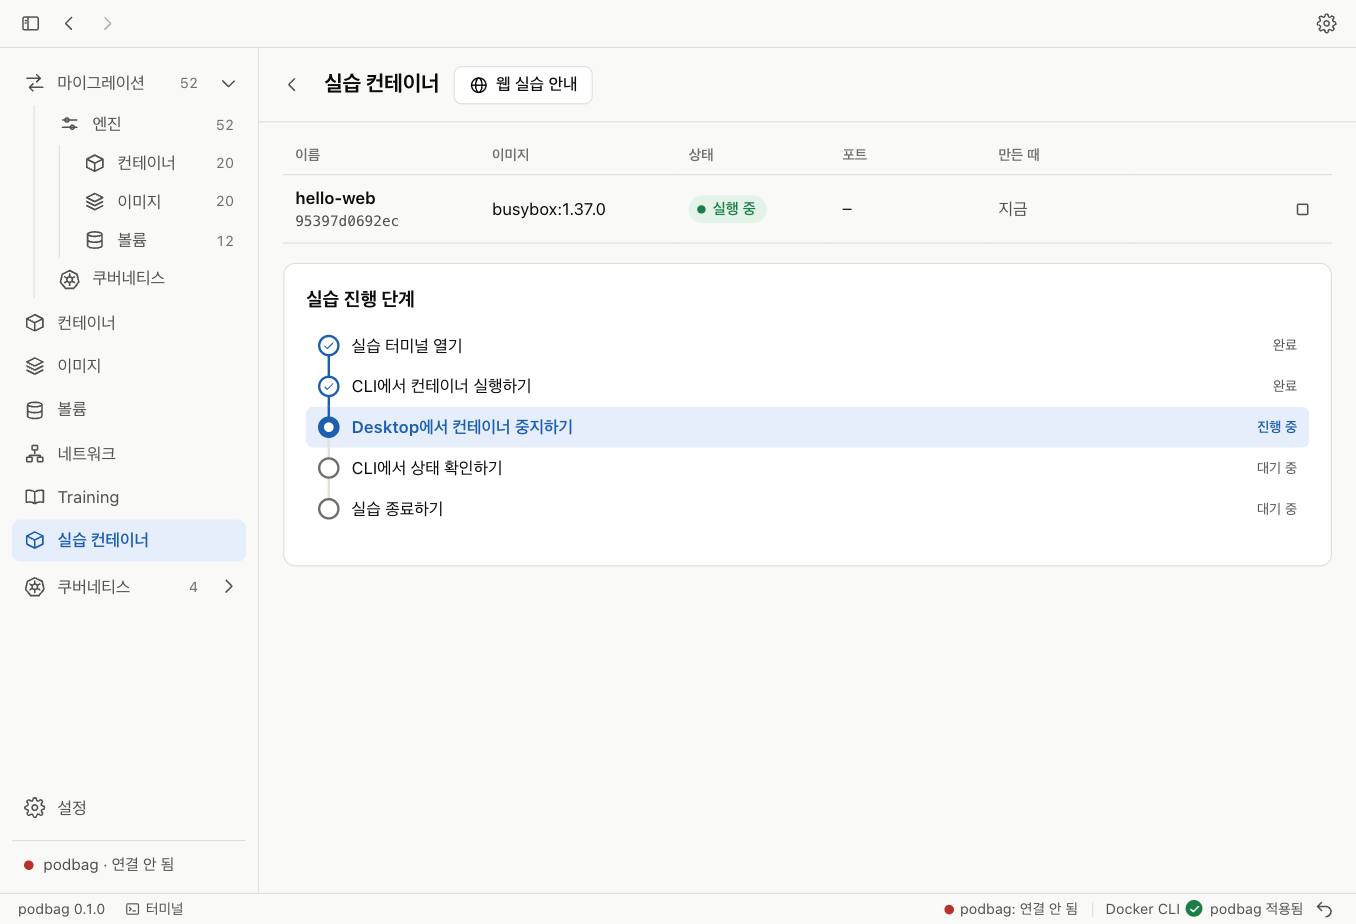 마이그레이션 52
엔진 52
컨테이너 20
이미지 20
볼륨 12
쿠버네티스
컨테이너
이미지
볼륨
네트워크
Training
실습 컨테이너
쿠버네티스 4
설정
podbag · 연결 안 됨
실습 컨테이너 웹 실습 안내
이름 이미지 상태 포트 만든 때
hello-web busybox:1.37.0 실행 중 – 지금
95397d0692ec
실습 진행 단계
실습 터미널 열기 완료
CLI에서 컨테이너 실행하기 완료
Desktop에서 컨테이너 중지하기 진행 중
CLI에서 상태 확인하기 대기 중
실습 종료하기 대기 중
podbag 0.1.0 터미널 podbag: 연결 안 됨 Docker CLI podbag 적용됨